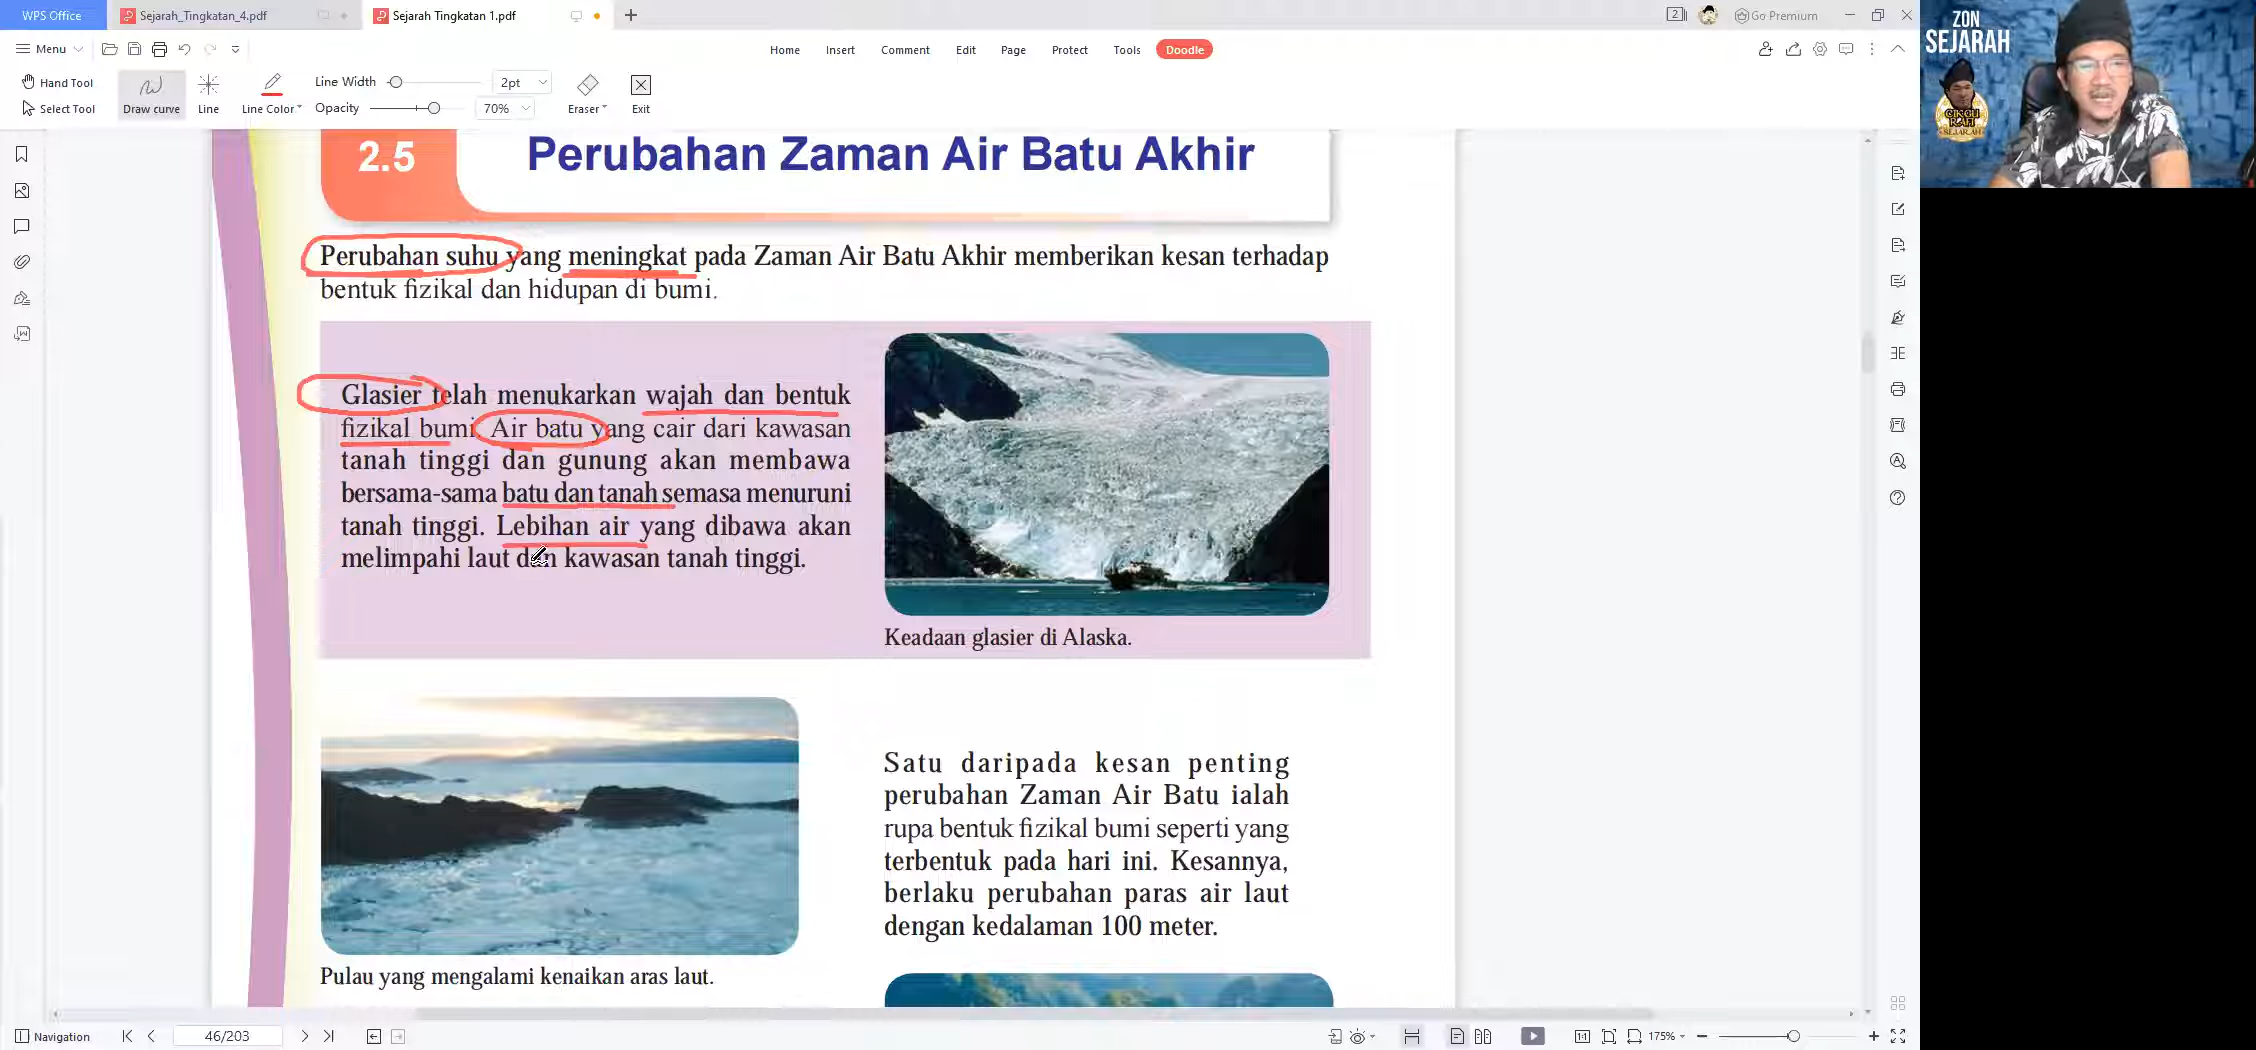 WPS Office
Sejarah_Tingkatan_4.pdf
Sejarah Tingkatan 1.pdf
2
Go Premium
Menu
Home
Insert
Comment
Edit
Page
Protect
Tools
Doodle
Hand Tool
Select Tool
Draw curve
Line
Line Color
Line Width
2pt
Opacity
70%
Eraser
Exit
ZON
SEJARAH
CIKGU
RAFI
SEJARAH
2.5
Perubahan Zaman Air Batu Akhir
Perubahan suhu yang meningkat pada Zaman Air Batu Akhir memberikan kesan terhadap
bentuk fizikal dan hidupan di bumi.
Glasier telah menukarkan wajah dan bentuk
fizikal bumi. Air batu yang cair dari kawasan
tanah tinggi dan gunung akan membawa
bersama-sama batu dan tanah semasa menuruni
tanah tinggi. Lebihan air yang dibawa akan
melimpahi laut dan kawasan tanah tinggi.
Keadaan glasier di Alaska.
Satu daripada kesan penting
perubahan Zaman Air Batu ialah
rupa bentuk fizikal bumi seperti yang
terbentuk pada hari ini. Kesannya,
berlaku perubahan paras air laut
dengan kedalaman 100 meter.
Pulau yang mengalami kenaikan aras laut.
Navigation
46/203
175%